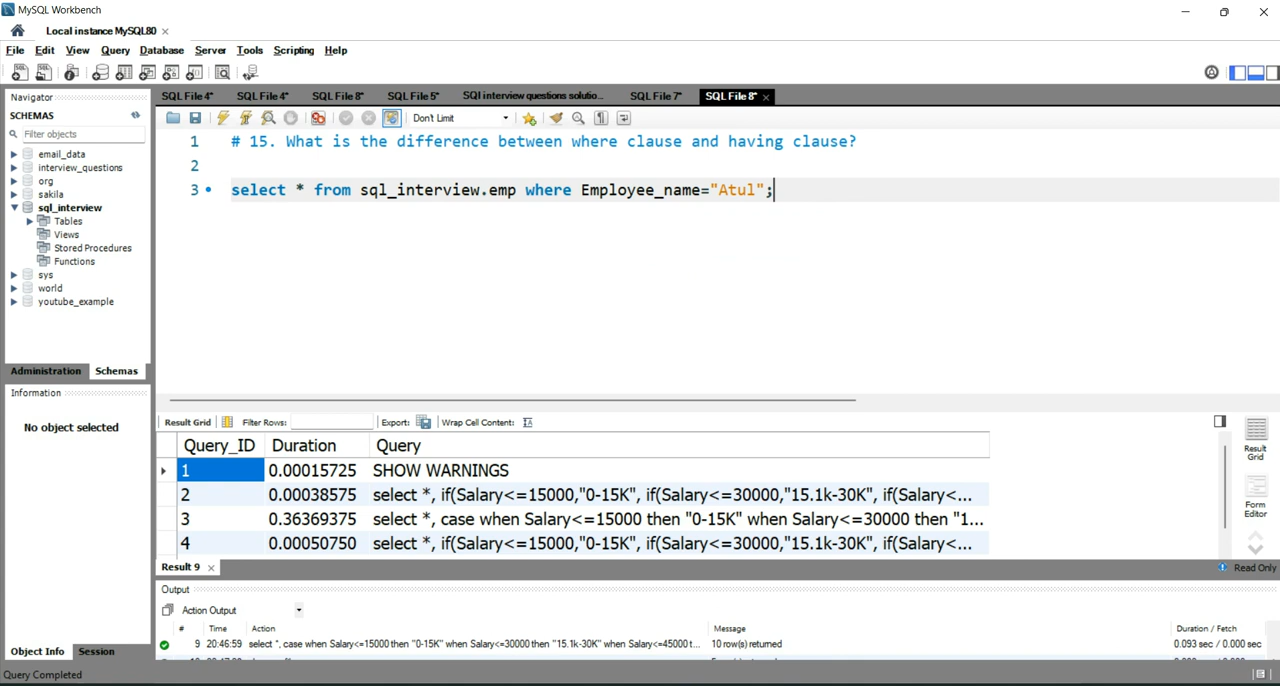 MySQL Workbench
Local instance MySQL80 ×
File Edit View Query Database Server Tools Scripting Help
Navigator
SCHEMAS
Filter objects
email_data
interview_questions
org
sakila
sql_interview
Tables
Views
Stored Procedures
Functions
sys
world
youtube_example
Administration Schemas
Information
No object selected
Object Info Session
SQL File 4* SQL File 4* SQL File 8* SQL File 5* SQl interview questions solutio... SQL File 7* SQL File 8* ×
Don't Limit
1 # 15. What is the difference between where clause and having clause?
2
3 select * from sql_interview.emp where Employee_name="Atul";
Result Grid Filter Rows: Export: Wrap Cell Content:
Query_ID Duration Query
1 0.00015725 SHOW WARNINGS
2 0.00038575 select *, if(Salary<=15000,"0-15K", if(Salary<=30000,"15.1k-30K", if(Salary<...
3 0.36369375 select *, case when Salary<=15000 then "0-15K" when Salary<=30000 then "1...
4 0.00050750 select *, if(Salary<=15000,"0-15K", if(Salary<=30000,"15.1k-30K", if(Salary<...
Result Grid
Form Editor
Result 9 × Read Only
Output
Action Output
# Time Action Message Duration / Fetch
9 20:46:59 select *, case when Salary<=15000 then "0-15K" when Salary<=30000 then "15.1k-30K" when Salary<=45000 t... 10 row(s) returned 0.093 sec / 0.000 sec
Query Completed